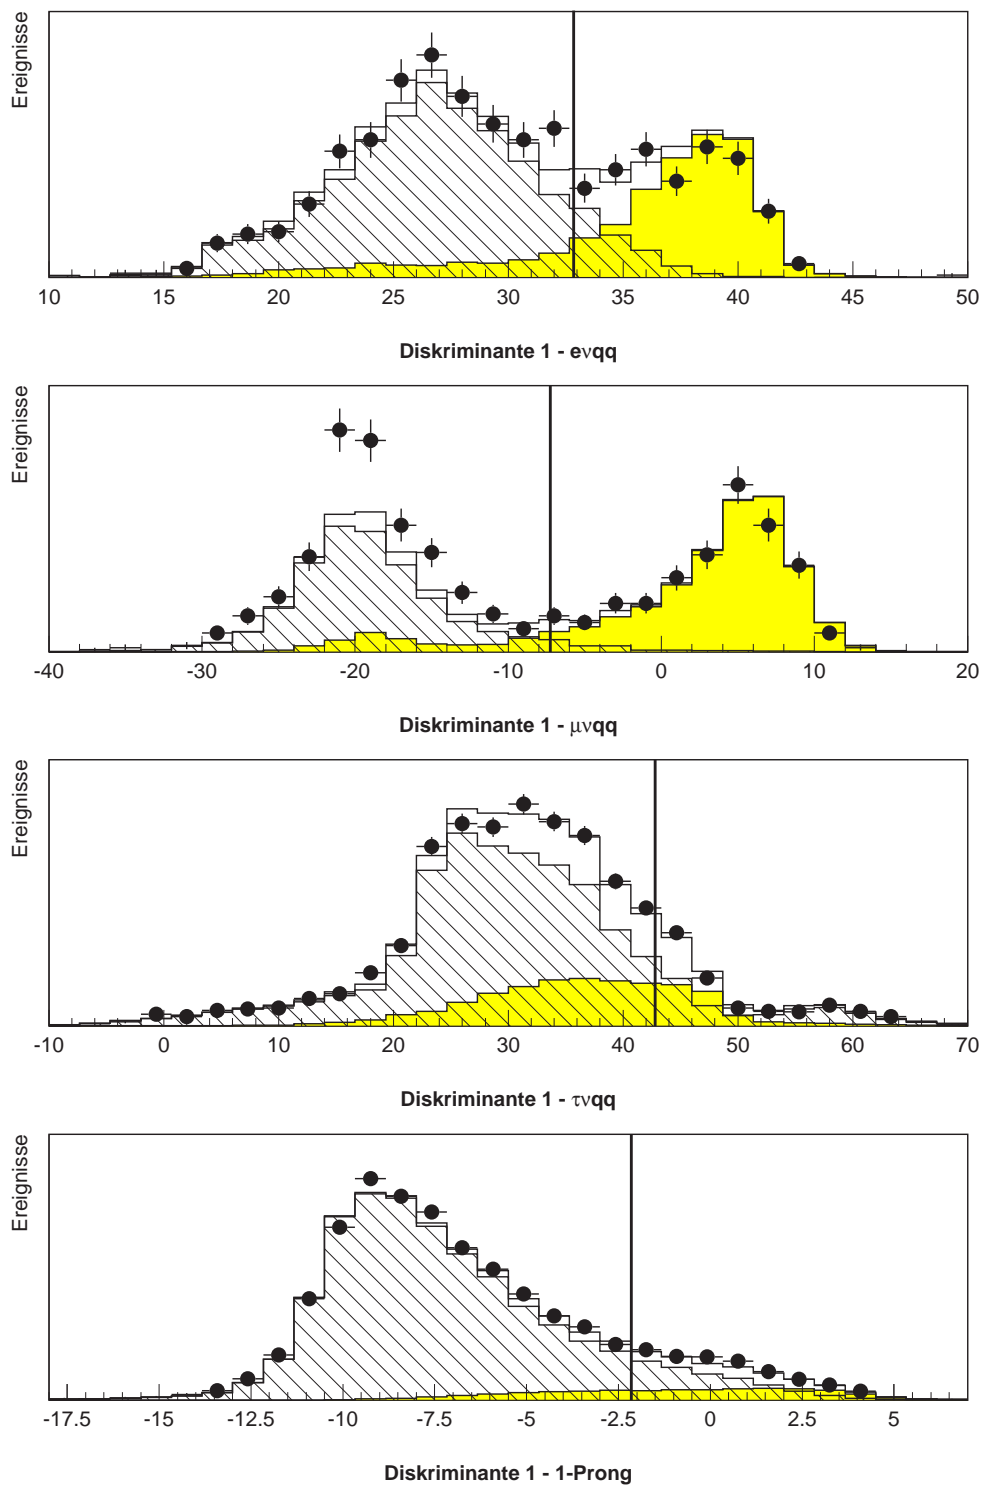 Ereignisse
10 15 20 25 30 35 40 45 50
Diskriminante 1 - eνqq
Ereignisse
-40 -30 -20 -10 0 10 20
Diskriminante 1 - μνqq
Ereignisse
-10 0 10 20 30 40 50 60 70
Diskriminante 1 - τνqq
Ereignisse
-17.5 -15 -12.5 -10 -7.5 -5 -2.5 0 2.5 5
Diskriminante 1 - 1-Prong